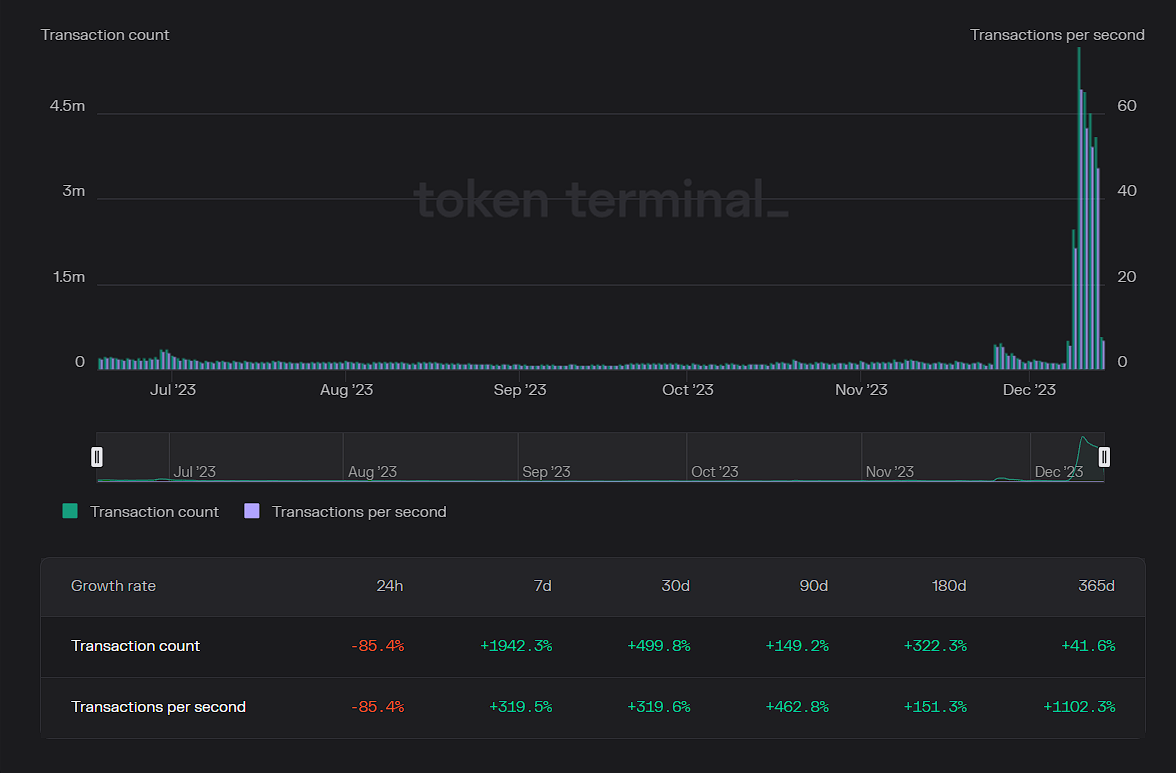 Transaction count Transactions per second
4.5m 60
3m 40
token terminal_
1.5m 20
0 0
Jul '23 Aug '23 Sep '23 Oct '23 Nov '23 Dec '23
Jul '23 Aug '23 Sep '23 Oct '23 Nov '23 Dec '23
Transaction count Transactions per second
Growth rate 24h 7d 30d 90d 180d 365d
Transaction count -85.4% +1942.3% +499.8% +149.2% +322.3% +41.6%
Transactions per second -85.4% +319.5% +319.6% +462.8% +151.3% +1102.3%